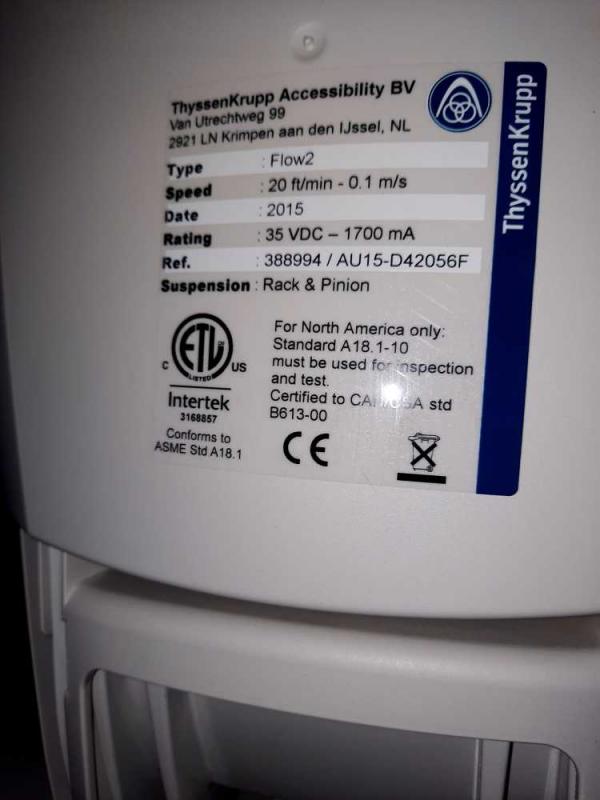 ThyssenKrupp Accessibility BV
Van Utrechtweg 99
2921 LN Krimpen aan den IJssel, NL
Type : Flow2
Speed : 20 ft/min - 0.1 m/s
Date : 2015
Rating : 35 VDC – 1700 mA
Ref. : 388994 / AU15-D42056F
Suspension : Rack & Pinion
ThyssenKrupp
ETL
LISTED
C US
Intertek
3168857
Conforms to
ASME Std A18.1
For North America only:
Standard A18.1-10
must be used for inspection
and test.
Certified to CAN/CSA std
B613-00
CE